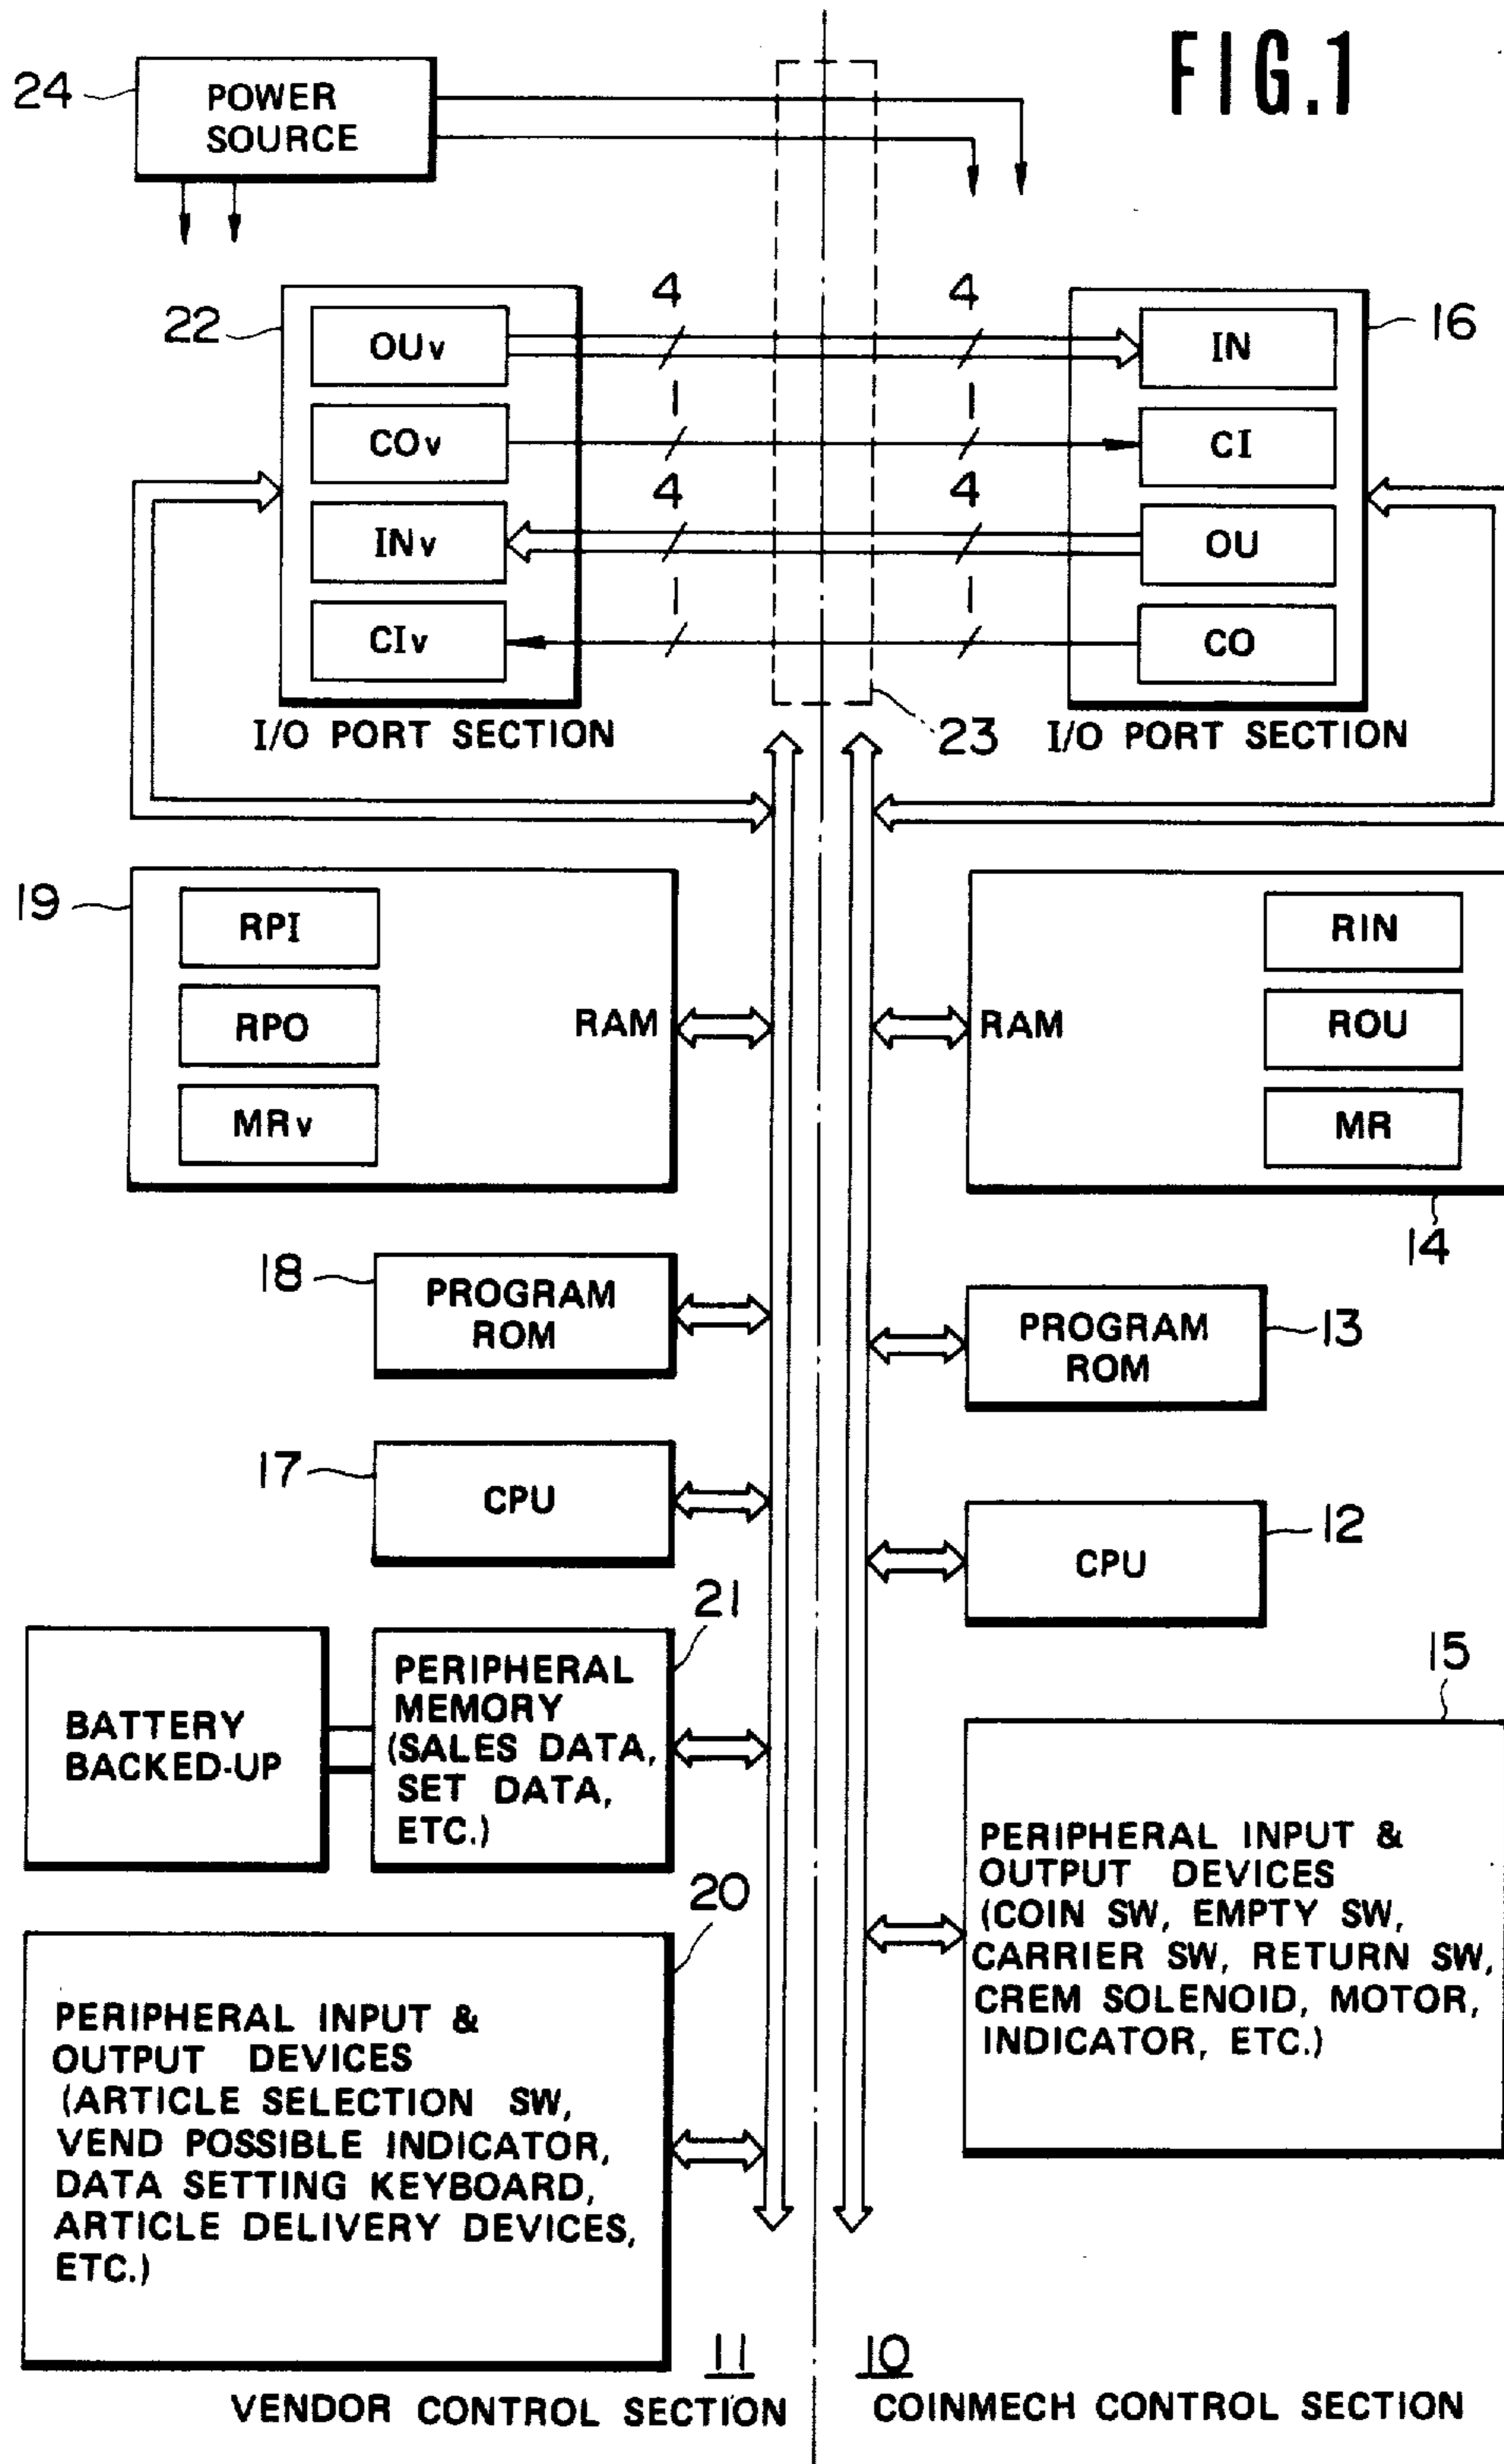 FIG.1
24
POWER
SOURCE
4
4
22
OUv
IN
16
1
1
COv
CI
4
4
INv
OU
1
1
CIv
CO
I/O PORT SECTION
23
I/O PORT SECTION
19
RPI
RIN
RPO
RAM
RAM
ROU
MRv
MR
14
18
PROGRAM
ROM
PROGRAM
ROM
13
17
CPU
12
CPU
21
BATTERY
BACKED-UP
PERIPHERAL
MEMORY
(SALES DATA,
SET DATA,
ETC.)
15
PERIPHERAL INPUT &
OUTPUT DEVICES
(COIN SW, EMPTY SW,
CARRIER SW, RETURN SW,
CREM SOLENOID, MOTOR,
INDICATOR, ETC.)
20
PERIPHERAL INPUT &
OUTPUT DEVICES
(ARTICLE SELECTION SW,
VEND POSSIBLE INDICATOR,
DATA SETTING KEYBOARD,
ARTICLE DELIVERY DEVICES,
ETC.)
11
10
VENDOR CONTROL SECTION
COINMECH CONTROL SECTION